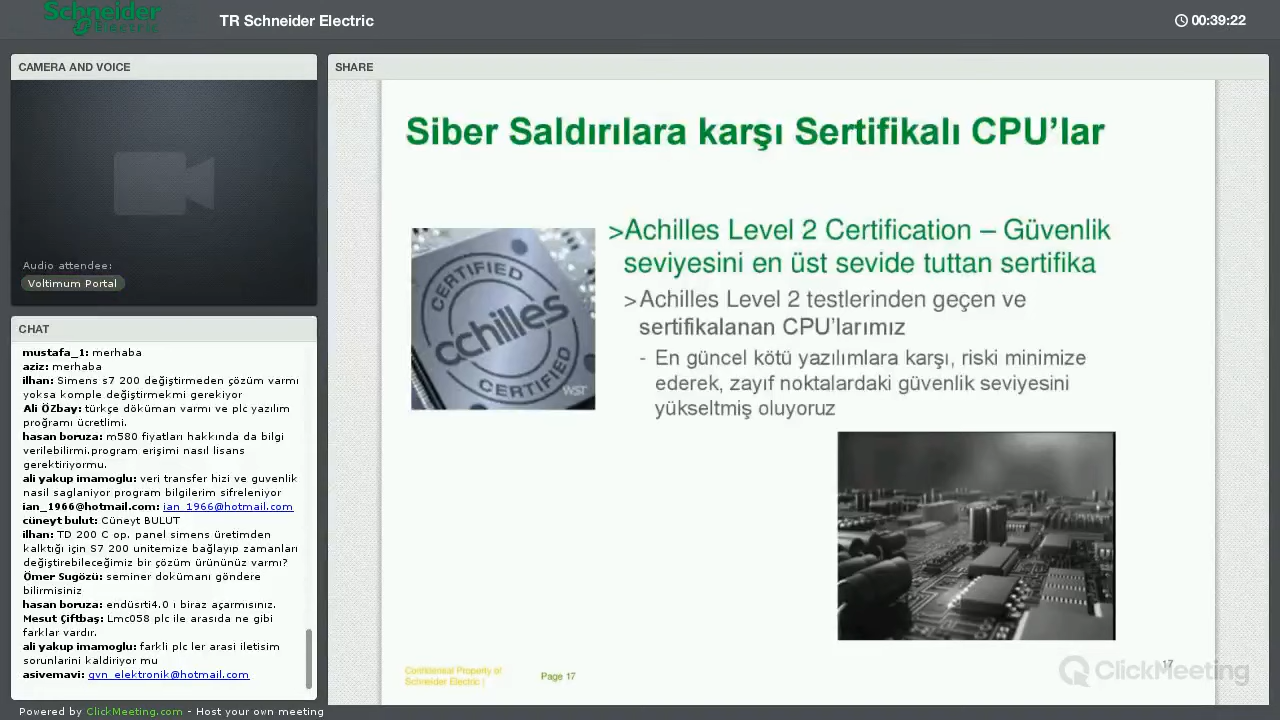 Schneider
Electric
TR Schneider Electric
00:39:22
CAMERA AND VOICE
Audio attendee:
Voltimum Portal
CHAT
mustafa_1: merhaba
aziz: merhaba
ilhan: Simens s7 200 değiştirmeden çözüm varmı
yoksa komple değiştirmekmi gerekiyor
Ali ÖZbay: türkçe döküman varmı ve plc yazılım
proğramı ücretlimi
hasan boruza: m580 fiyatları hakkında da bilgi
verilebilirmi.program erişimi nasıl lisans
gerektiriyormu.
ali yakup imamoglu: veri transfer hizi ve guvenlik
nasil saglaniyor program bilgilerim sifreleniyor
ian_1966@hotmail.com: ian_1966@hotmail.com
cüneyt bulut: Cüneyt BULUT
ilhan: TD 200 C op. panel simens üretimden
kalktığı için S7 200 unitemize bağlayıp zamanları
değiştirebileceğimiz bir çözüm ürününüz varmı?
Ömer Sugözü: seminer dokümanı göndere
bilirmisiniz
hasan boruza: endüsrti4.0 ı biraz açarmısınız.
Mesut Çiftbaş: Lmc058 plc ile arasıda ne gibi
farklar vardır.
ali yakup imamoglu: farkli plc ler arasi iletisim
sorunlarini kaldiriyor mu
asivemavi: gvn_elektronik@hotmail.com
Powered by ClickMeeting.com - Host your own meeting
SHARE
Siber Saldırılara karşı Sertifikalı CPU’lar
CERTIFIED
achilles
CERTIFIED
WST
>Achilles Level 2 Certification – Güvenlik
seviyesini en üst sevide tuttan sertifika
>Achilles Level 2 testlerinden geçen ve
sertifikalanan CPU’larımız
- En güncel kötü yazılımlara karşı, riski minimize
ederek, zayıf noktalardaki güvenlik seviyesini
yükseltmiş oluyoruz
Confidential Property of
Schneider Electric |
Page 17
17
ClickMeeting